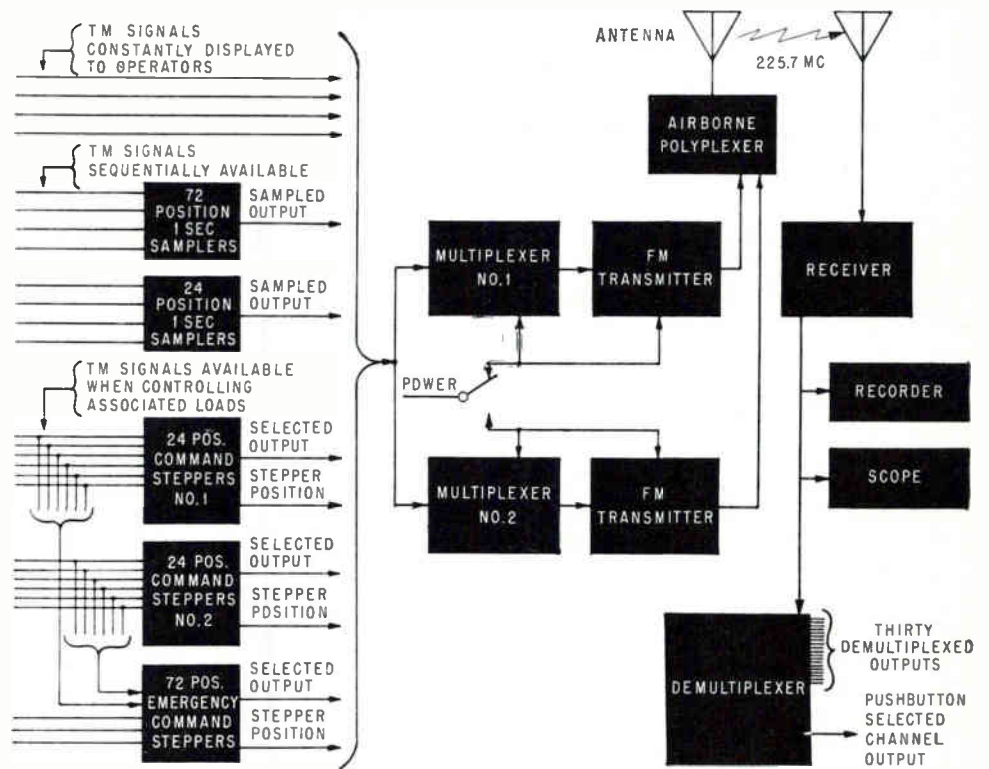 TM SIGNALS
CONSTANTLY DISPLAYED
TO OPERATORS
TM SIGNALS
SEQUENTIALLY AVAILABLE
72
POSITION
1 SEC
SAMPLERS
SAMPLED
OUTPUT
24
POSITION
1 SEC
SAMPLERS
SAMPLED
OUTPUT
TM SIGNALS AVAILABLE
WHEN CONTROLLING
ASSOCIATED LOADS
24 POS.
COMMAND
STEPPERS
NO.1
SELECTED
OUTPUT
STEPPER
POSITION
24 POS.
COMMAND
STEPPERS
NO.2
SELECTED
OUTPUT
STEPPER
POSITION
72 POS.
EMERGENCY
COMMAND
STEPPERS
SELECTED
OUTPUT
STEPPER
POSITION
MULTIPLEXER
NO.1
FM
TRANSMITTER
POWER
MULTIPLEXER
NO.2
FM
TRANSMITTER
ANTENNA
225.7 MC
AIRBORNE
POLYPLEXER
RECEIVER
RECORDER
SCOPE
DEMULTIPLEXER
THIRTY
DEMULTIPLEXED
OUTPUTS
PUSHBUTTON
SELECTED
CHANNEL
OUTPUT